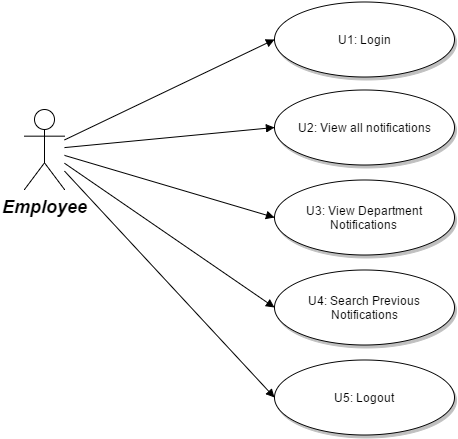 U1: Login
U2: View all notifications
Employee
U3: View Department
Notifications
U4: Search Previous
Notifications
U5: Logout